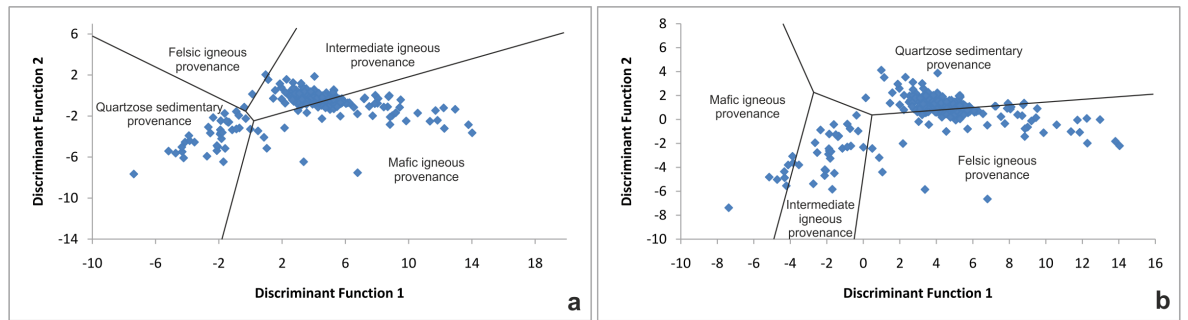 6
2
-2
-6
-10
-14
Discriminant Function 2
Felsic igneous
provenance
Intermediate igneous
provenance
Quartzose sedimentary
provenance
Mafic igneous
provenance
-10 -6 -2 2 6 10 14 18
Discriminant Function 1
a
8
6
4
2
0
-2
-4
-6
-8
-10
Discriminant Function 2
Quartzose sedimentary
provenance
Mafic igneous
provenance
Felsic igneous
provenance
Intermediate
igneous
provenance
-10 -8 -6 -4 -2 0 2 4 6 8 10 12 14 16
Discriminant Function 1
b